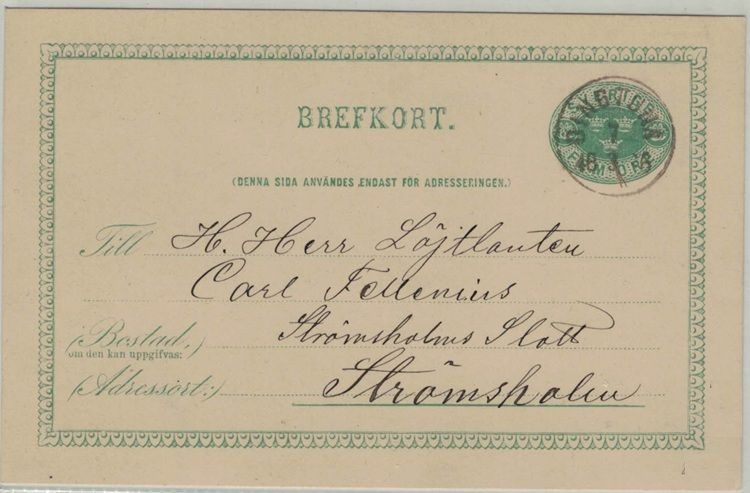 BREFKORT.
(DENNA SIDA ANVÄNDES ENDAST FÖR ADRESSERINGEN.)
Till H. Herr Löjtnanten
Carl Fellenius
(Bostad,)
om den kan uppgifvas:
Strömsholms Slott
(Adressort:) Strömsholm